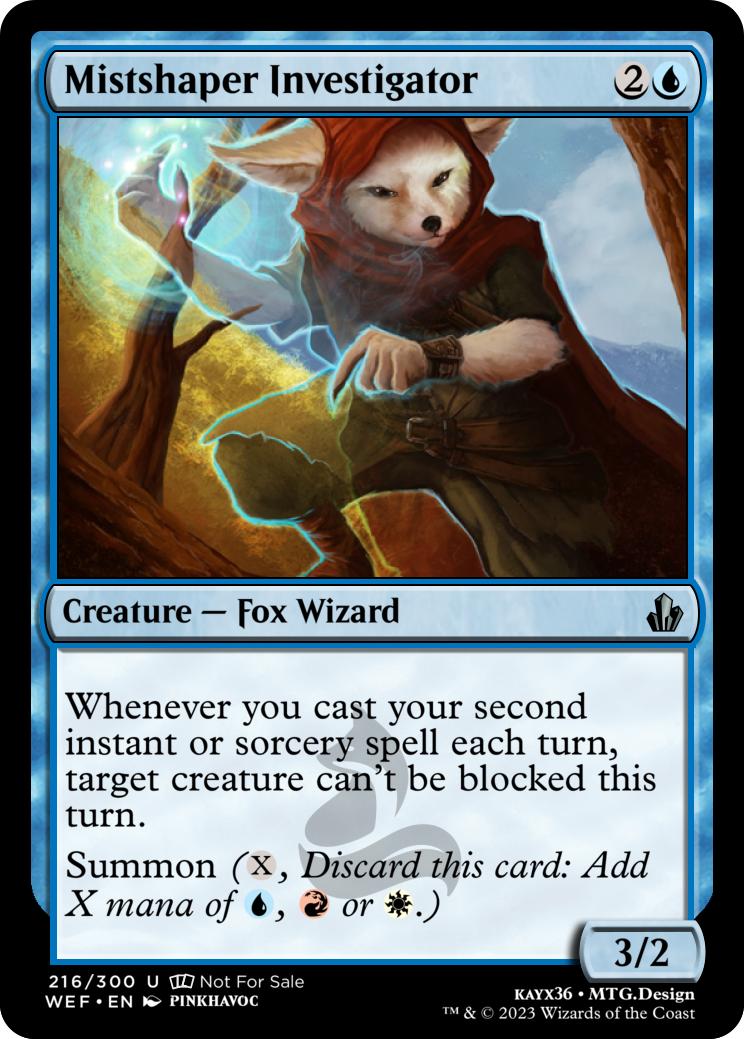 Mistshaper Investigator 2
Creature — Fox Wizard
Whenever you cast your second
instant or sorcery spell each turn,
target creature can't be blocked this
turn.
Summon (X, Discard this card: Add
X mana of , or .)
3/2
216/300 U Not For Sale
WEF • EN PINKHAVOC
KAYX36 • MTG.Design
™ & © 2023 Wizards of the Coast